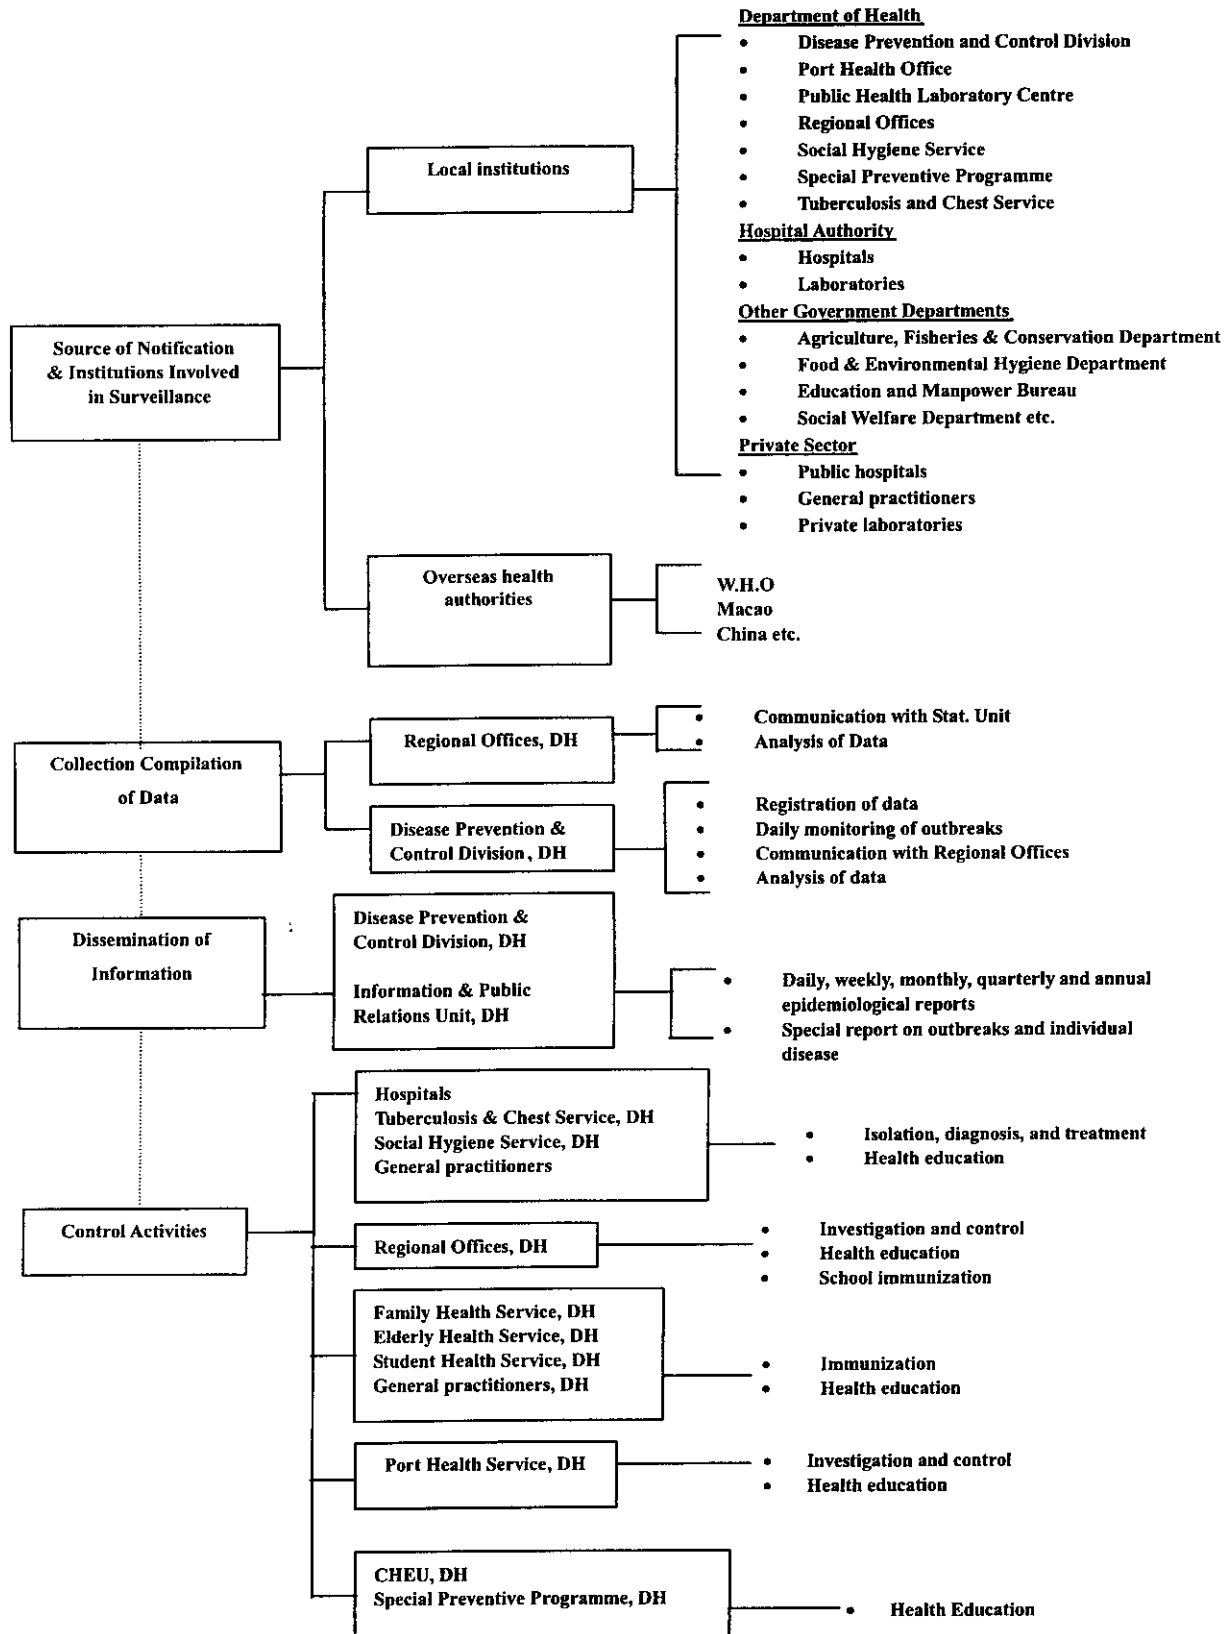 Source of Notification
& Institutions Involved
in Surveillance
Local institutions
Department of Health
• Disease Prevention and Control Division
• Port Health Office
• Public Health Laboratory Centre
• Regional Offices
• Social Hygiene Service
• Special Preventive Programme
• Tuberculosis and Chest Service
Hospital Authority
• Hospitals
• Laboratories
Other Government Departments
• Agriculture, Fisheries & Conservation Department
• Food & Environmental Hygiene Department
• Education and Manpower Bureau
• Social Welfare Department etc.
Private Sector
• Public hospitals
• General practitioners
• Private laboratories
Overseas health
authorities
W.H.O
Macao
China etc.
Collection Compilation
of Data
Regional Offices, DH
• Communication with Stat. Unit
• Analysis of Data
Disease Prevention &
Control Division, DH
• Registration of data
• Daily monitoring of outbreaks
• Communication with Regional Offices
• Analysis of data
Dissemination of
Information
Disease Prevention &
Control Division, DH
Information & Public
Relations Unit, DH
• Daily, weekly, monthly, quarterly and annual
epidemiological reports
• Special report on outbreaks and individual
disease
Control Activities
Hospitals
Tuberculosis & Chest Service, DH
Social Hygiene Service, DH
General practitioners
• Isolation, diagnosis, and treatment
• Health education
Regional Offices, DH
• Investigation and control
• Health education
• School immunization
Family Health Service, DH
Elderly Health Service, DH
Student Health Service, DH
General practitioners, DH
• Immunization
• Health education
Port Health Service, DH
• Investigation and control
• Health education
CHEU, DH
Special Preventive Programme, DH
• Health Education